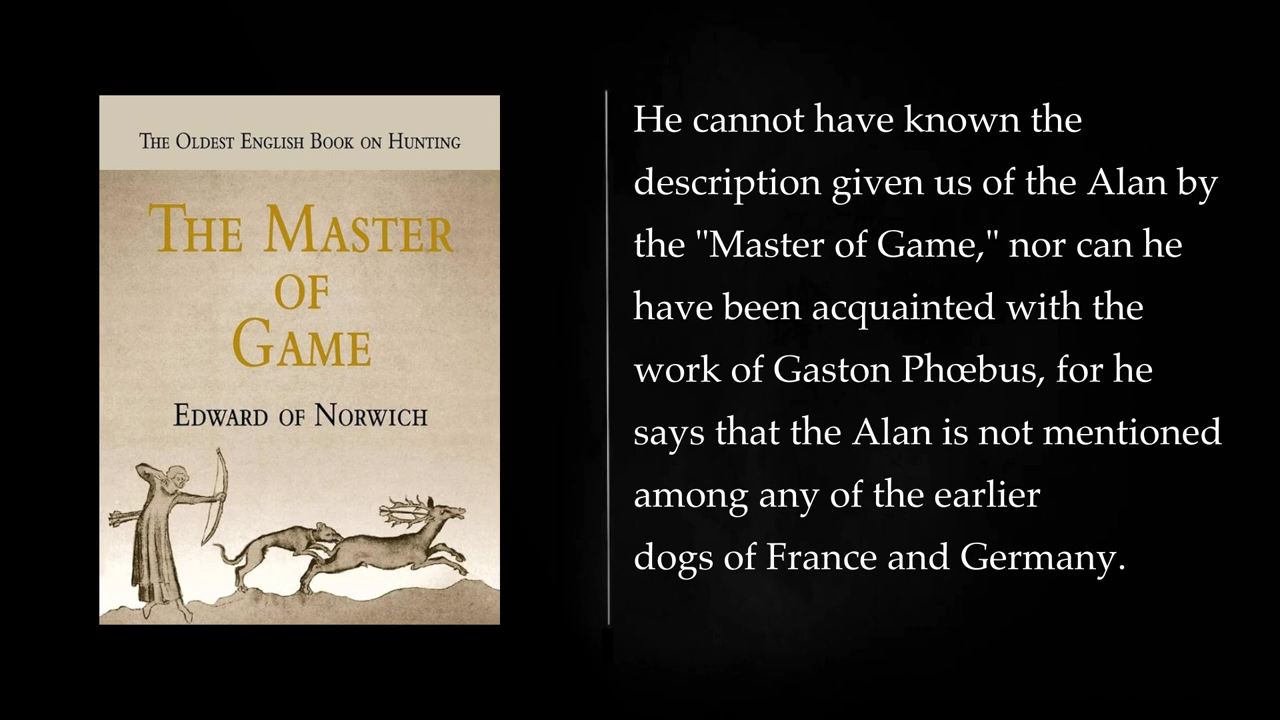 THE OLDEST ENGLISH BOOK ON HUNTING
THE MASTER
OF
GAME
EDWARD OF NORWICH
He cannot have known the
description given us of the Alan by
the "Master of Game," nor can he
have been acquainted with the
work of Gaston Phœbus, for he
says that the Alan is not mentioned
among any of the earlier
dogs of France and Germany.